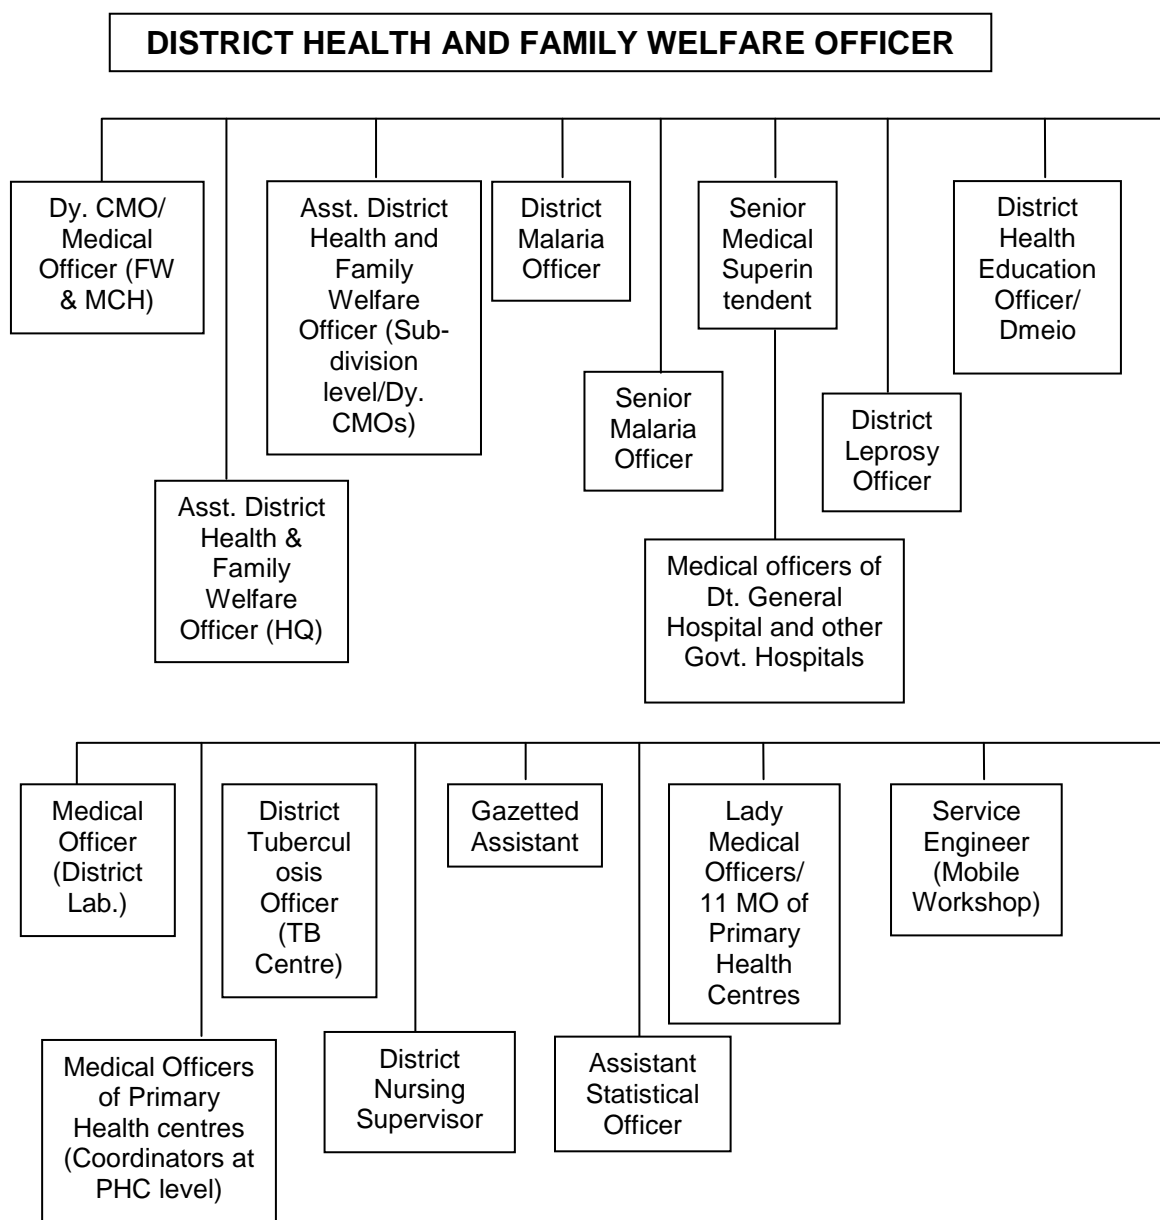 DISTRICT HEALTH AND FAMILY WELFARE OFFICER
Dy. CMO/
Medical
Officer (FW
& MCH)
Asst. District
Health and
Family
Welfare
Officer (Sub-
division
level/Dy.
CMOs)
District
Malaria
Officer
Senior
Medical
Superin
tendent
District
Health
Education
Officer/
Dmeio
Senior
Malaria
Officer
District
Leprosy
Officer
Asst. District
Health &
Family
Welfare
Officer (HQ)
Medical officers of
Dt. General
Hospital and other
Govt. Hospitals
Medical
Officer
(District
Lab.)
District
Tubercul
osis
Officer
(TB
Centre)
Gazetted
Assistant
Lady
Medical
Officers/
11 MO of
Primary
Health
Centres
Service
Engineer
(Mobile
Workshop)
Medical Officers
of Primary
Health centres
(Coordinators at
PHC level)
District
Nursing
Supervisor
Assistant
Statistical
Officer